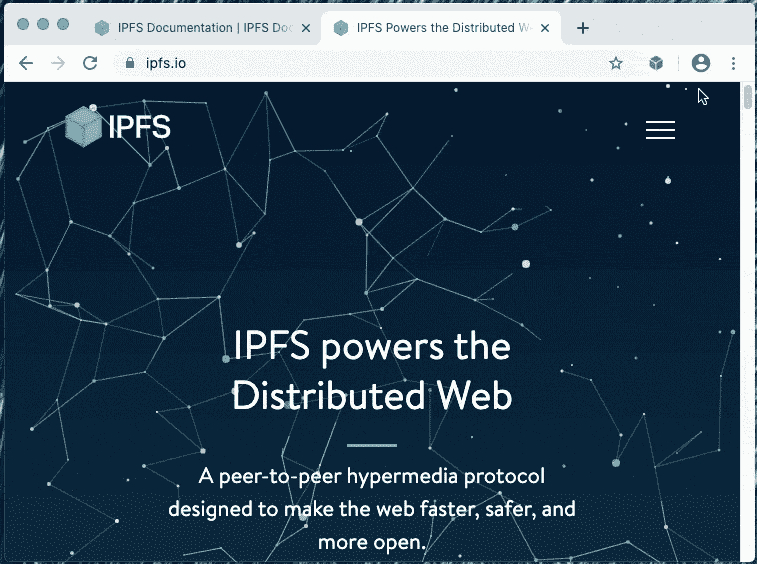 IPFS Documentation | IPFS Doc
IPFS Powers the Distributed W
ipfs.io
IPFS
IPFS powers the
Distributed Web
A peer-to-peer hypermedia protocol
designed to make the web faster, safer, and
more open.